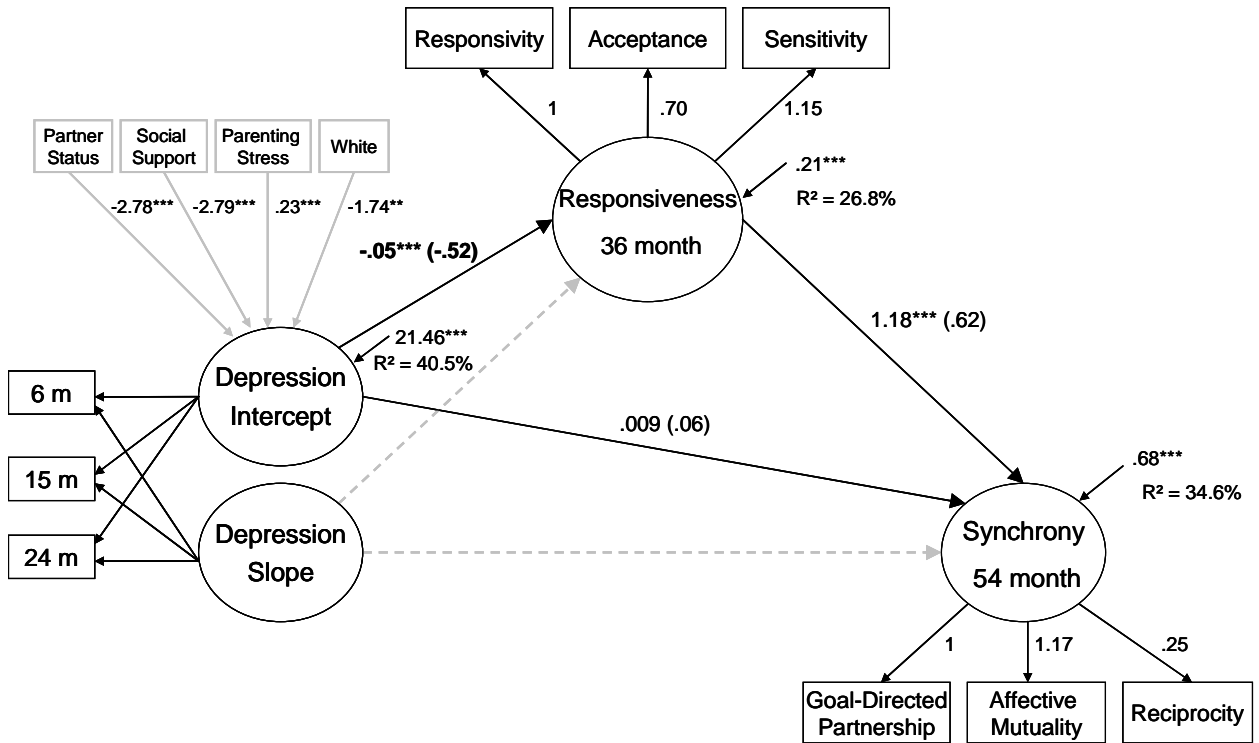 Responsivity
Acceptance
Sensitivity
1
.70
1.15
Partner
Status
Social
Support
Parenting
Stress
White
-2.78***
-2.79***
.23***
-1.74**
.21***
R² = 26.8%
Responsiveness
36 month
-.05*** (-.52)
1.18*** (.62)
21.46***
R² = 40.5%
Depression
Intercept
6 m
15 m
24 m
.009 (.06)
Depression
Slope
.68***
R² = 34.6%
Synchrony
54 month
1
1.17
.25
Goal-Directed
Partnership
Affective
Mutuality
Reciprocity